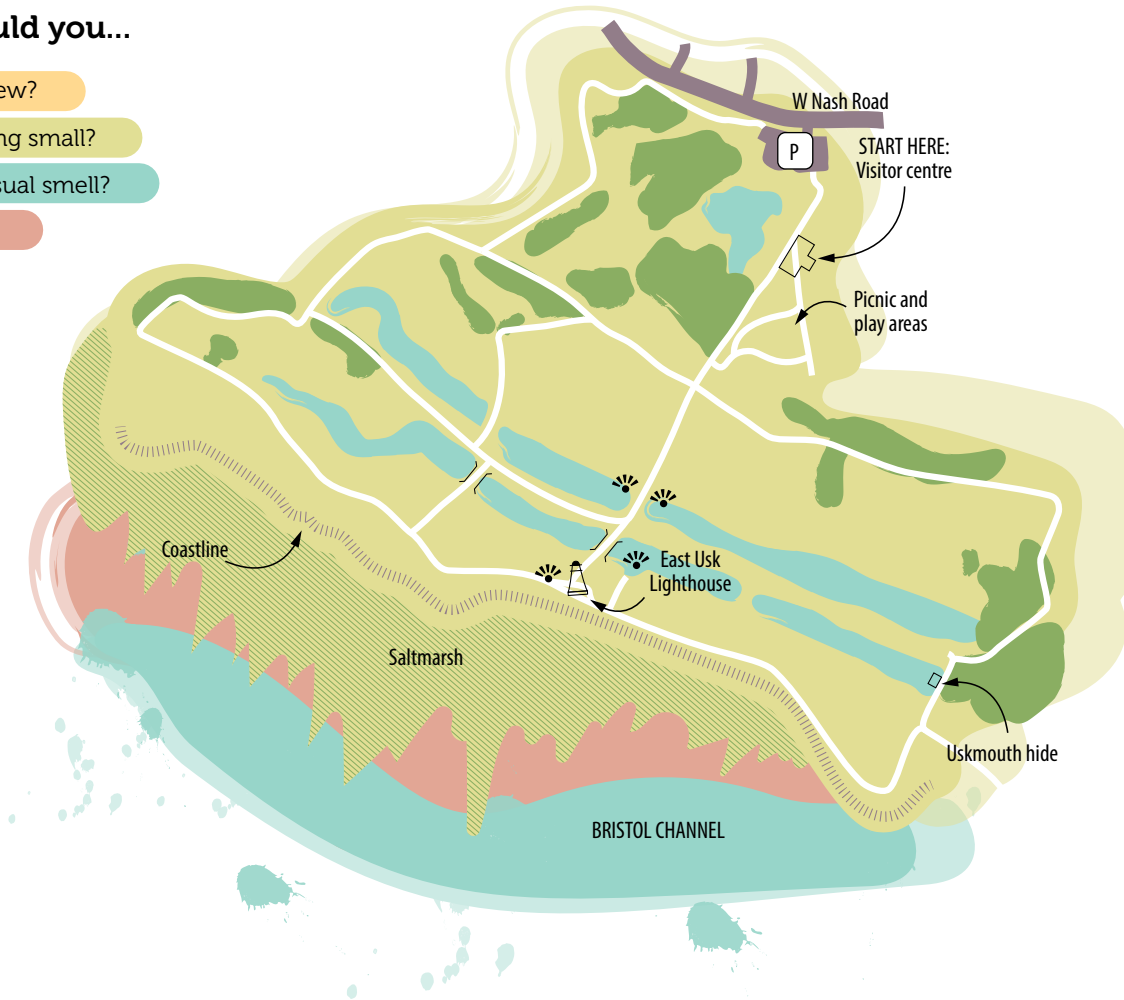 uld you...
ew?
ng small?
sual smell?
W Nash Road
P
START HERE:
Visitor centre
Picnic and
play areas
Coastline
East Usk
Lighthouse
Saltmarsh
Uskmouth hide
BRISTOL CHANNEL